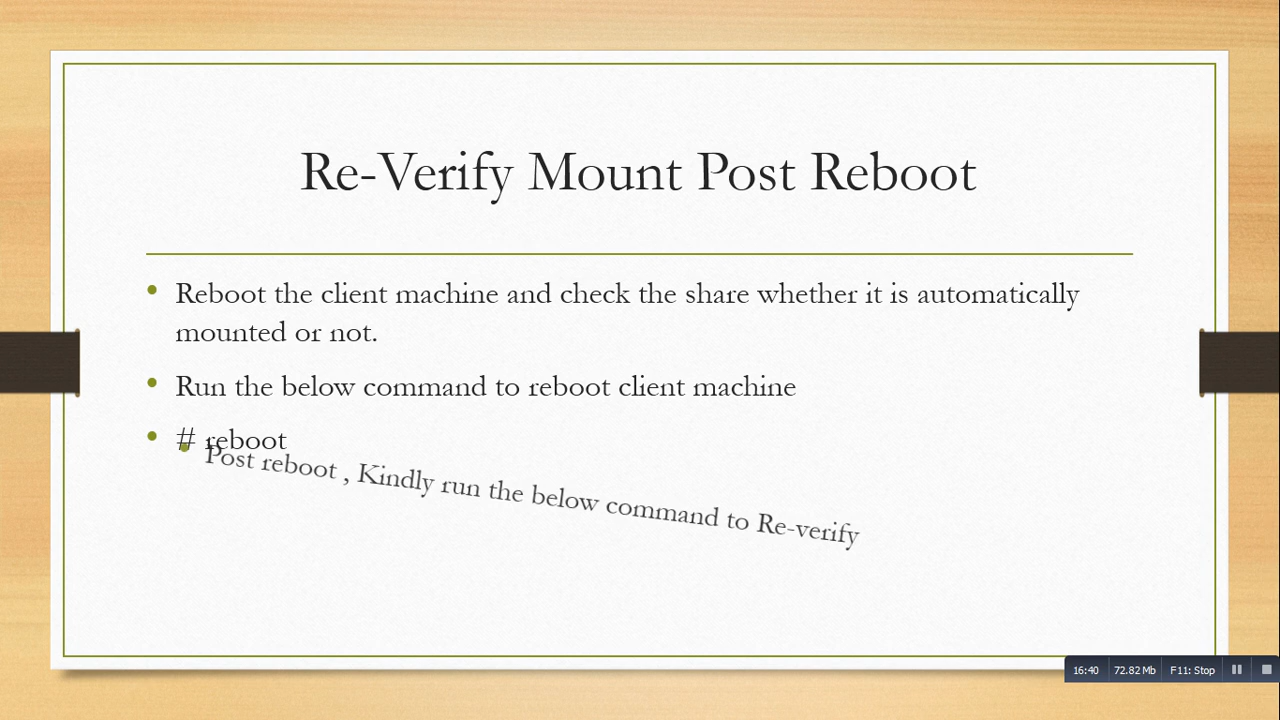 Re-Verify Mount Post Reboot
• Reboot the client machine and check the share whether it is automatically
mounted or not.
• Run the below command to reboot client machine
• # reboot
• Post reboot , Kindly run the below command to Re-verify
16:40 72.82 Mb F11: Stop